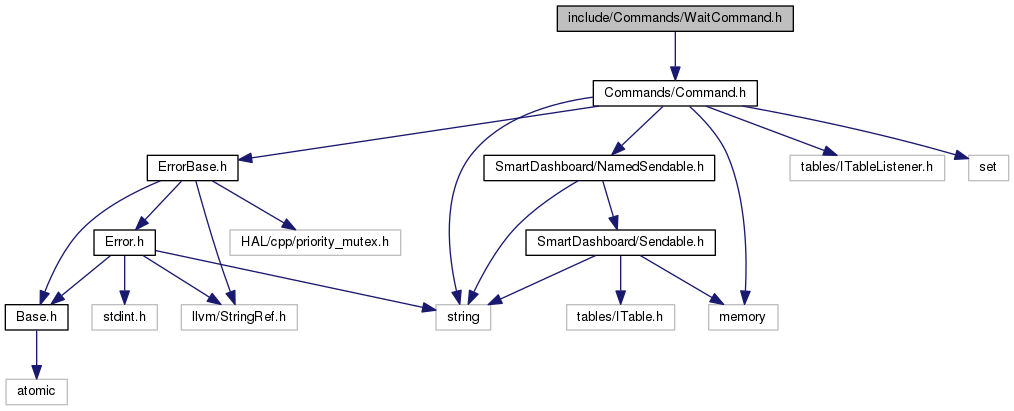 include/Commands/WaitCommand.h
Commands/Command.h
ErrorBase.h
SmartDashboard/NamedSendable.h
tables/ITableListener.h
set
Error.h
HAL/cpp/priority_mutex.h
SmartDashboard/Sendable.h
Base.h
stdint.h
llvm/StringRef.h
string
tables/ITable.h
memory
atomic